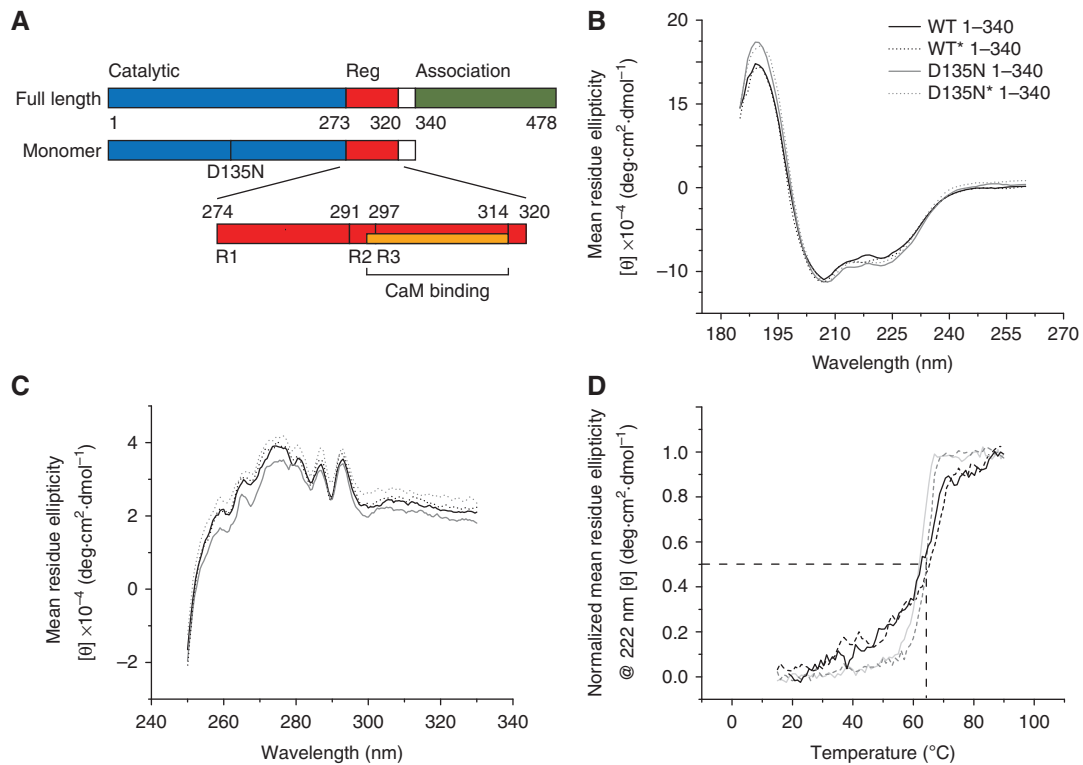 A
Catalytic Reg Association
Full length
1 273 320 340 478
Monomer
D135N
274 291 297 314 320
R1 R2 R3
CaM binding
B
Mean residue ellipticity
[θ] ×10⁻⁴ (deg·cm²·dmol⁻¹)
20
15
0
−10
180 195 210 225 240 255 270
Wavelength (nm)
WT 1–340
WT* 1–340
D135N 1–340
D135N* 1–340
C
Mean residue ellipticity
[θ] ×10⁻⁴ (deg·cm²·dmol⁻¹)
4
2
0
−2
240 260 280 300 320 340
Wavelength (nm)
D
Normalized mean residue ellipticity
@ 222 nm [θ] (deg·cm²·dmol⁻¹)
1.0
0.8
0.6
0.4
0.2
0.0
0 20 40 60 80 100
Temperature (°C)